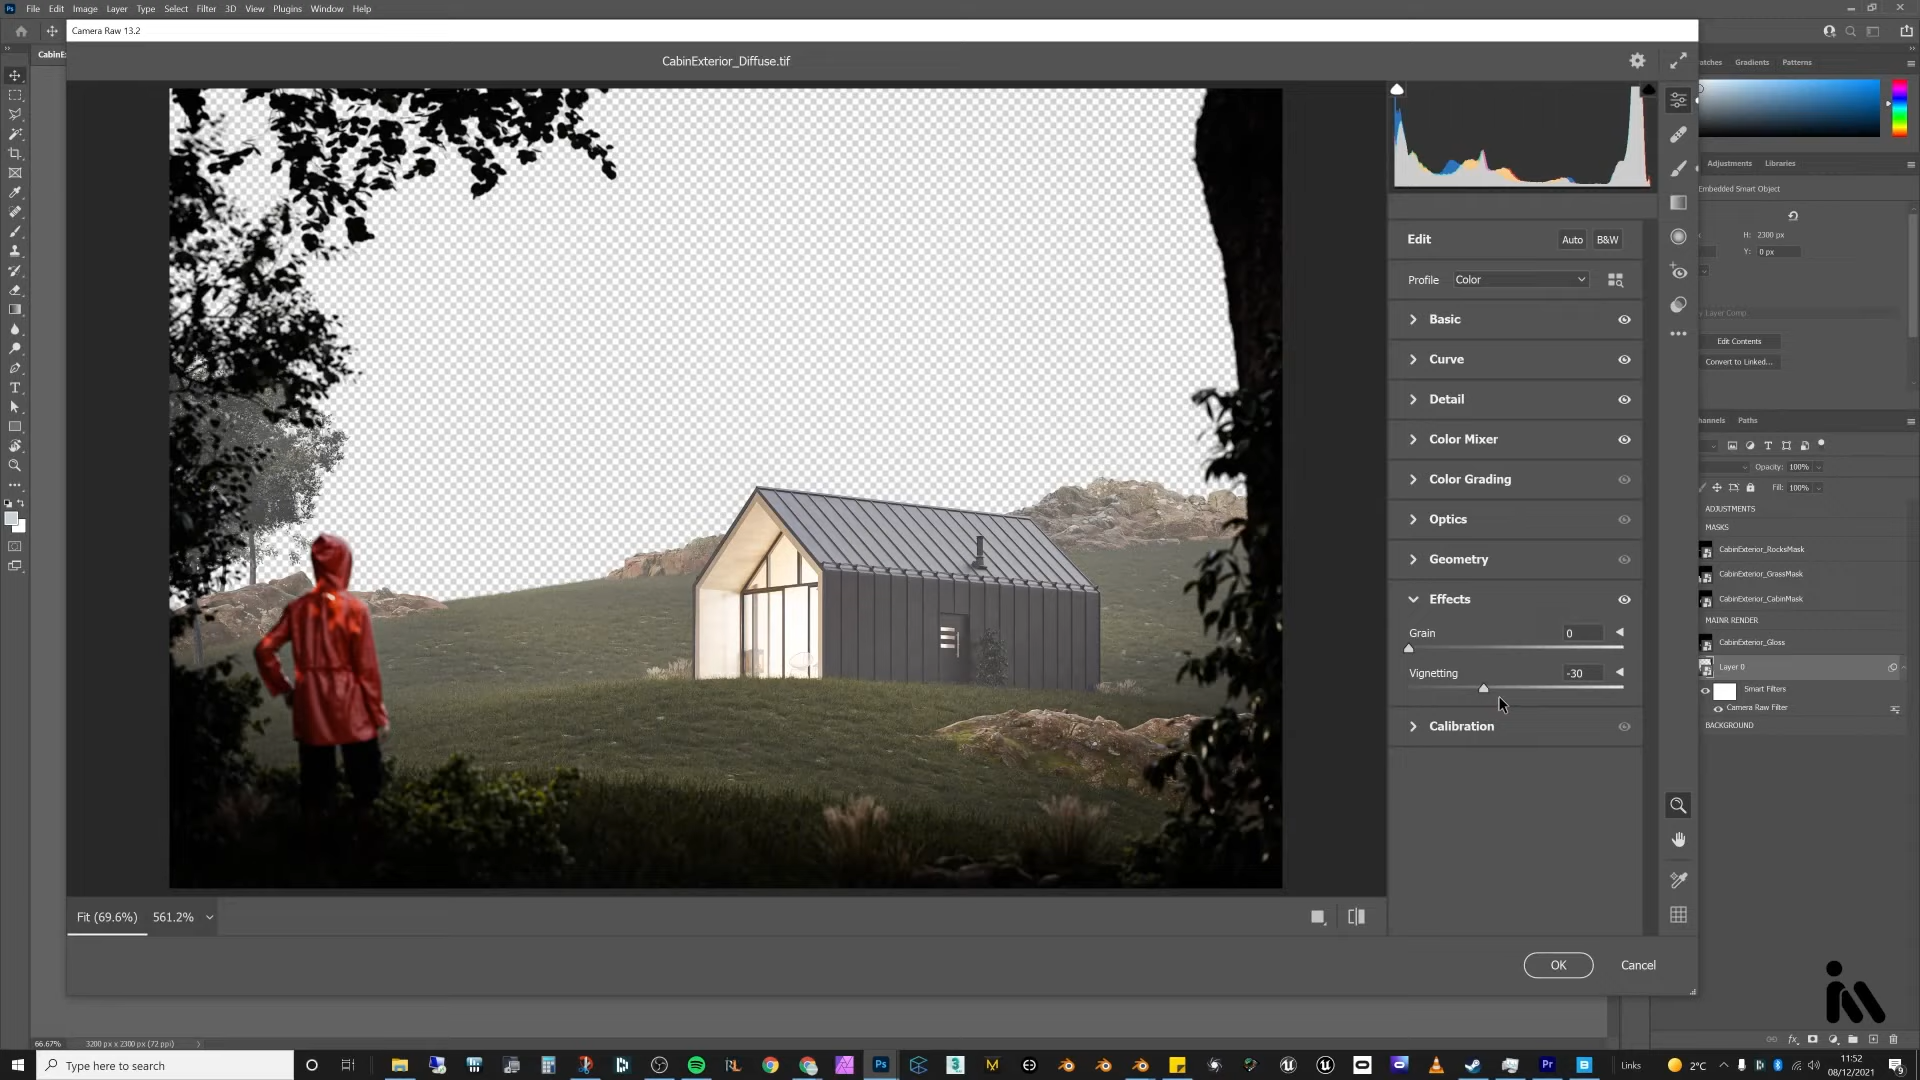 File Edit Image Layer Type Select Filter 3D View Plugins Window Help
Camera Raw 13.2
CabinEx
CabinExterior_Diffuse.tif
Gradients Patterns
Adjustments Libraries
Embedded Smart Object
H: 2300 px
Y: 0 px
Edit Auto B&W
Profile Color
Basic
Curve
Detail
Color Mixer
Color Grading
Optics
Geometry
Effects
Grain 0
Vignetting -30
Calibration
Layer Comp
Edit Contents
Convert to Linked...
Paths
Opacity: 100%
Fill: 100%
ADJUSTMENTS
MASKS
CabinExterior_RocksMask
CabinExterior_GrassMask
CabinExterior_CabinMask
MAINR RENDER
CabinExterior_Gloss
Layer 0
Smart Filters
Camera Raw Filter
BACKGROUND
Fit (69.6%) 561.2%
OK Cancel
66.67% 3200 px x 2300 px (72 ppi)
Type here to search
Links 2°C 11:52
08/12/2021